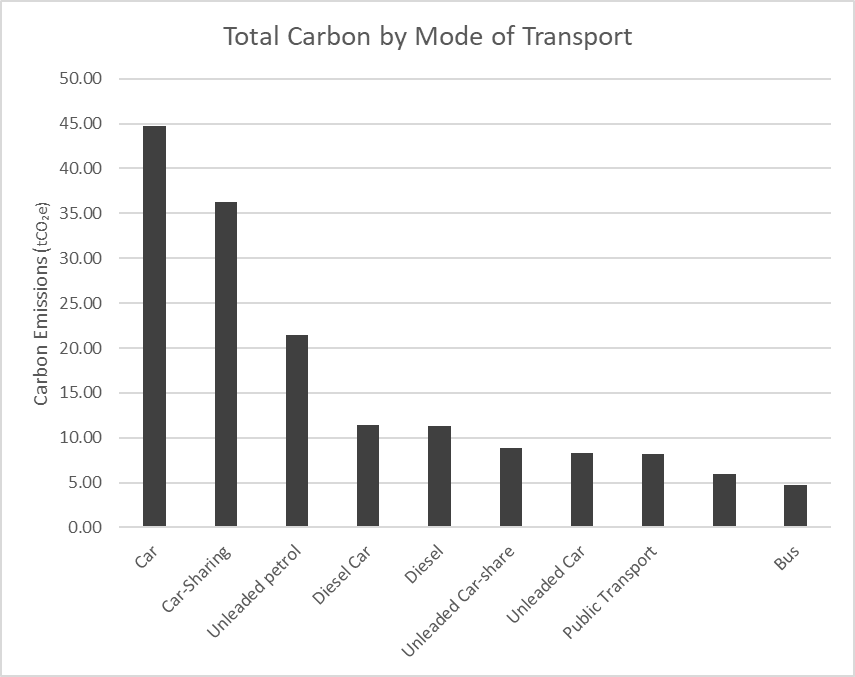 Total Carbon by Mode of Transport
Carbon Emissions (tCO₂e)
50.00
45.00
40.00
35.00
30.00
25.00
20.00
15.00
10.00
5.00
0.00
Car
Car-Sharing
Unleaded petrol
Diesel Car
Diesel
Unleaded Car-share
Unleaded Car
Public Transport
Bus